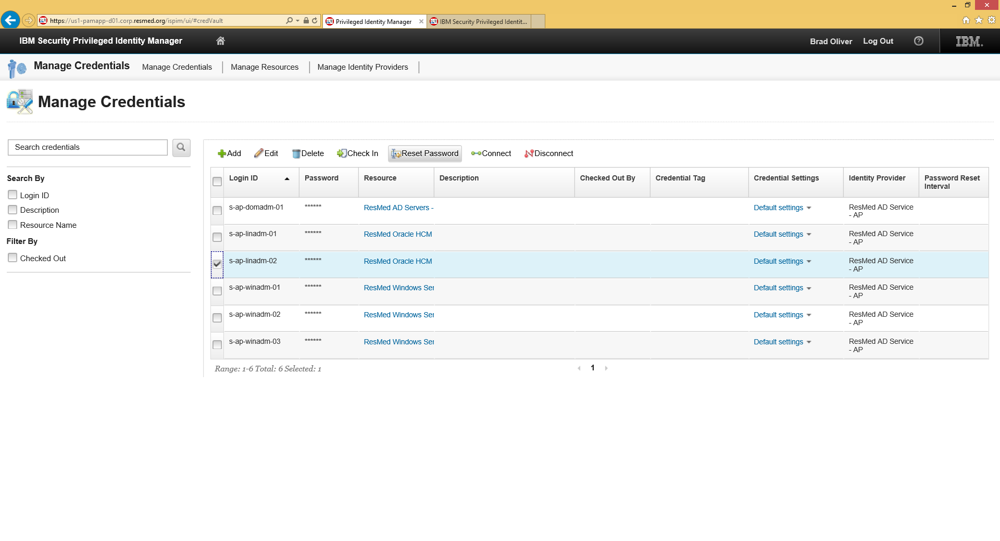 https://us1-pamapp-d01.corp.resmed.org/ispim/ui/#credVault
Privileged Identity Manager
IBM Security Privileged Identit...
IBM Security Privileged Identity Manager
Brad Oliver
Log Out
?
IBM.
Manage Credentials
Manage Credentials
Manage Resources
Manage Identity Providers
Manage Credentials
Search credentials
Search By
Login ID
Description
Resource Name
Filter By
Checked Out
Add
Edit
Delete
Check In
Reset Password
Connect
Disconnect
Login ID
Password
Resource
Description
Checked Out By
Credential Tag
Credential Settings
Identity Provider
Password Reset
Interval
s-ap-domadm-01
******
ResMed AD Servers -
Default settings
ResMed AD Service
- AP
s-ap-linadm-01
******
ResMed Oracle HCM
Default settings
ResMed AD Service
- AP
s-ap-linadm-02
******
ResMed Oracle HCM
Default settings
ResMed AD Service
- AP
s-ap-winadm-01
******
ResMed Windows Ser
Default settings
ResMed AD Service
- AP
s-ap-winadm-02
******
ResMed Windows Ser
Default settings
ResMed AD Service
- AP
s-ap-winadm-03
******
ResMed Windows Ser
Default settings
ResMed AD Service
- AP
Range: 1-6 Total: 6 Selected: 1
1